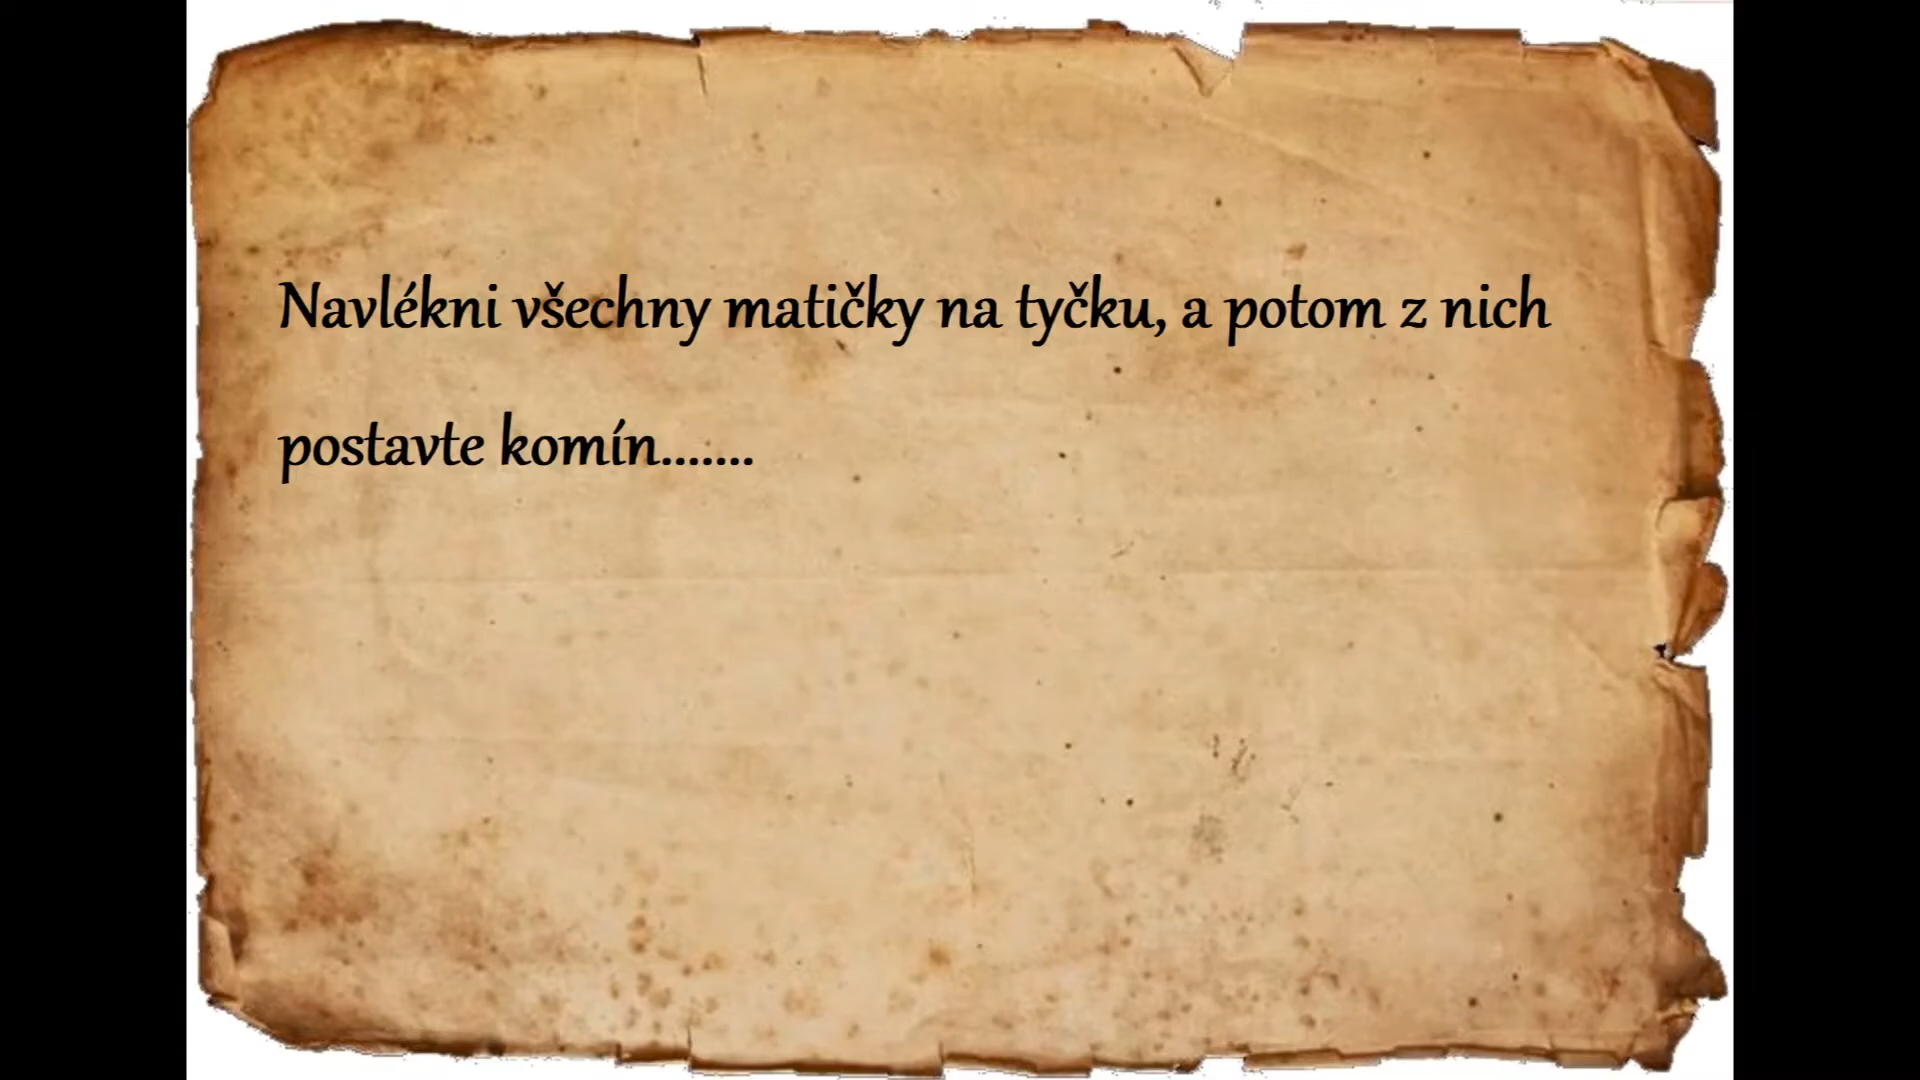 Navlékni všechny matičky na tyčku, a potom z nich
postavte komín.......